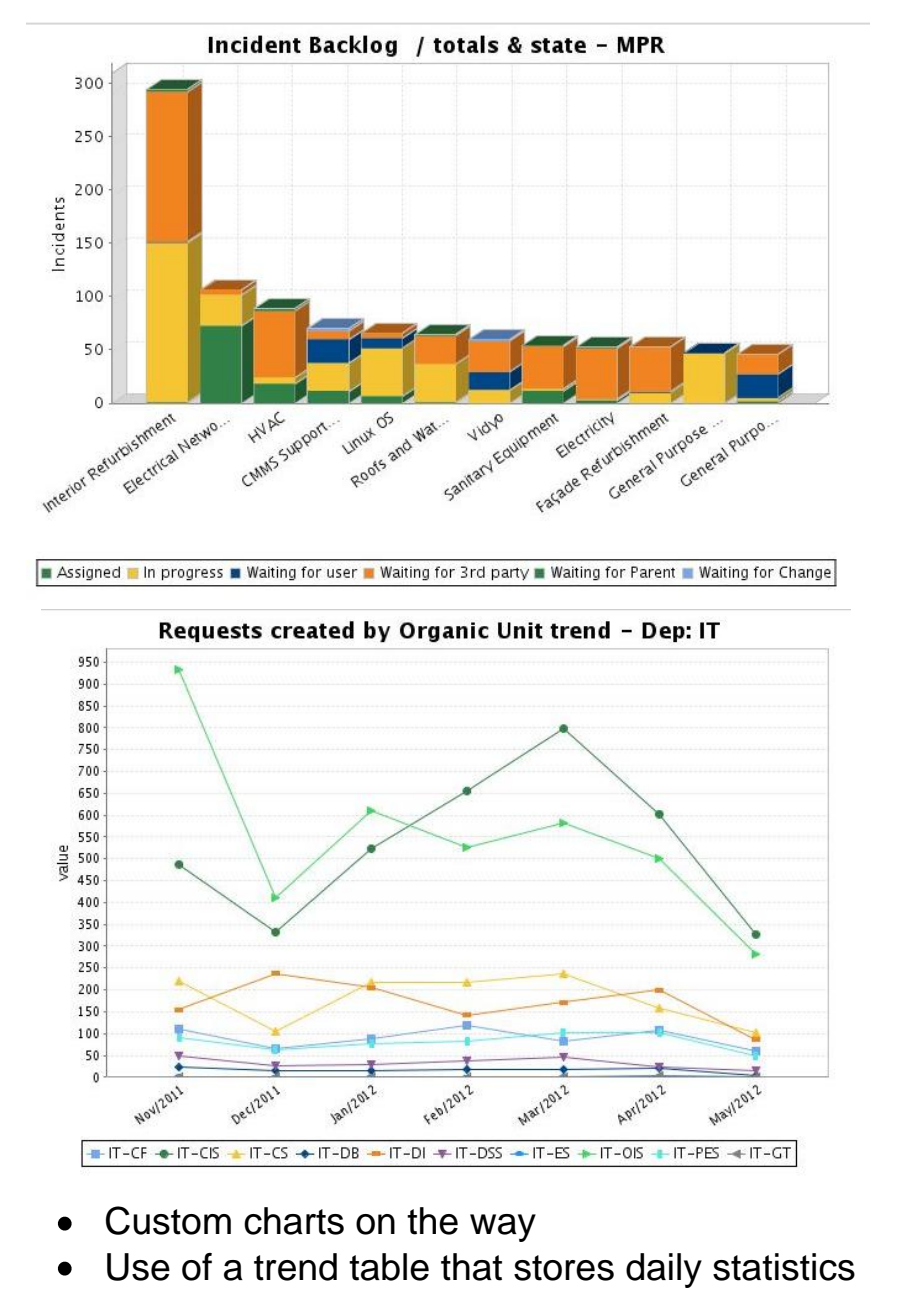 Incident Backlog / totals & state - MPR
300
250
200
150
100
50
0
Incidents
Interior Refurbishment
Electrical Netwo...
HVAC
CMMS Support...
Linux OS
Roofs and Wat...
Vidyo
Sanitary Equipment
Electricity
Façade Refurbishment
General Purpose ...
General Purpo...
Assigned In progress Waiting for user Waiting for 3rd party Waiting for Parent Waiting for Change
Requests created by Organic Unit trend - Dep: IT
950
900
850
800
750
700
650
600
550
500
450
400
350
300
250
200
150
100
50
0
value
Nov/2011
Dec/2011
Jan/2012
Feb/2012
Mar/2012
Apr/2012
May/2012
IT-CF IT-CIS IT-CS IT-DB IT-DI IT-DSS IT-ES IT-OIS IT-PES IT-GT
• Custom charts on the way
• Use of a trend table that stores daily statistics